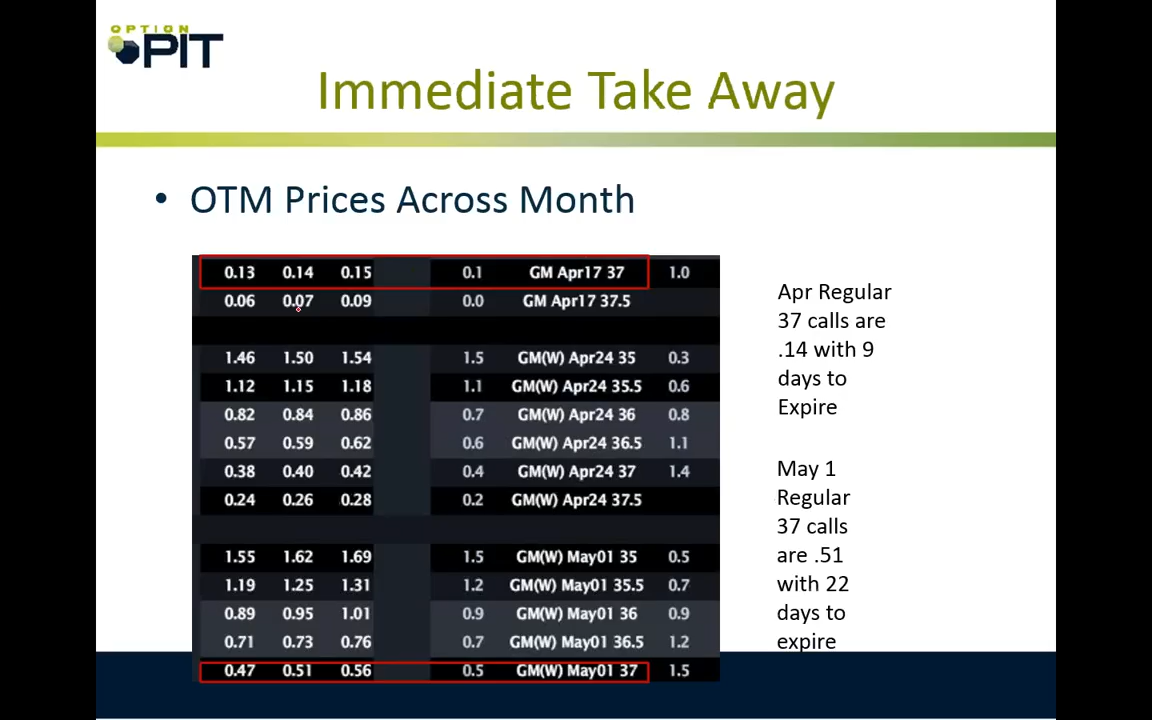 OPTION
PIT
Immediate Take Away
• OTM Prices Across Month
0.13 0.14 0.15 0.1 GM Apr17 37 1.0
0.06 0.07 0.09 0.0 GM Apr17 37.5
1.46 1.50 1.54 1.5 GM(W) Apr24 35 0.3
1.12 1.15 1.18 1.1 GM(W) Apr24 35.5 0.6
0.82 0.84 0.86 0.7 GM(W) Apr24 36 0.8
0.57 0.59 0.62 0.6 GM(W) Apr24 36.5 1.1
0.38 0.40 0.42 0.4 GM(W) Apr24 37 1.4
0.24 0.26 0.28 0.2 GM(W) Apr24 37.5
1.55 1.62 1.69 1.5 GM(W) May01 35 0.5
1.19 1.25 1.31 1.2 GM(W) May01 35.5 0.7
0.89 0.95 1.01 0.9 GM(W) May01 36 0.9
0.71 0.73 0.76 0.7 GM(W) May01 36.5 1.2
0.47 0.51 0.56 0.5 GM(W) May01 37 1.5
Apr Regular
37 calls are
.14 with 9
days to
Expire
May 1
Regular
37 calls
are .51
with 22
days to
expire